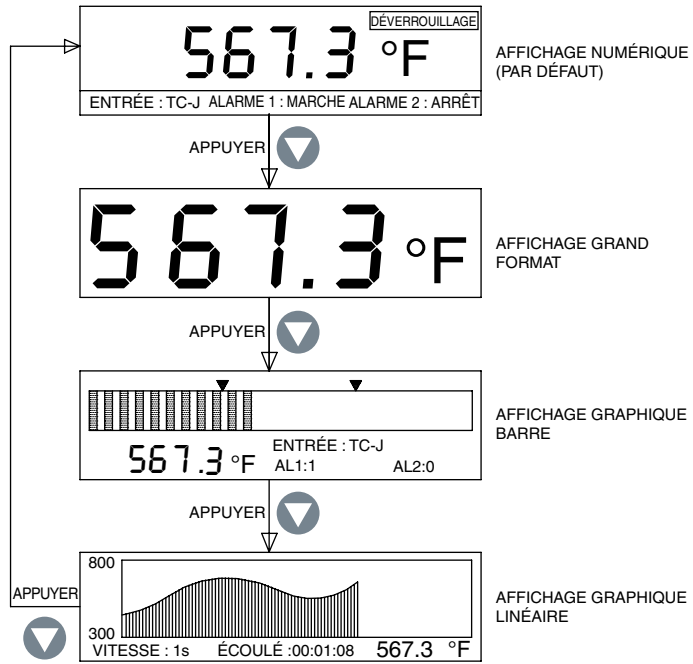 DÉVERROUILLAGE
567.3 °F
ENTRÉE : TC-J ALARME 1 : MARCHE ALARME 2 : ARRÊT
AFFICHAGE NUMÉRIQUE
(PAR DÉFAUT)
APPUYER
567.3 °F
AFFICHAGE GRAND
FORMAT
APPUYER
567.3 °F
ENTRÉE : TC-J
AL1:1 AL2:0
AFFICHAGE GRAPHIQUE
BARRE
APPUYER
800
300
VITESSE : 1s ÉCOULÉ :00:01:08 567.3 °F
AFFICHAGE GRAPHIQUE
LINÉAIRE
APPUYER